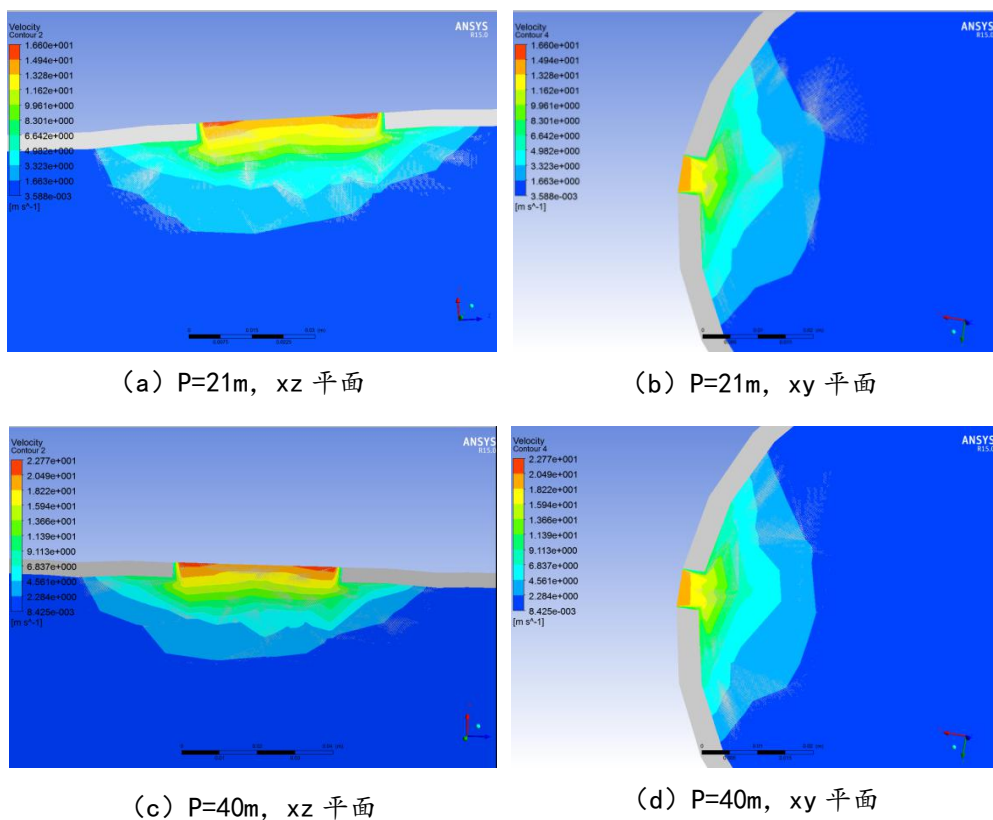 Velocity
Contour 2
1.660e+001
1.494e+001
1.328e+001
1.162e+001
9.961e+000
8.301e+000
6.642e+000
4.982e+000
3.323e+000
1.663e+000
3.588e-003
[m s^-1]
ANSYS
R15.0
(a) P=21m, xz 平面
Velocity
Contour 4
1.660e+001
1.494e+001
1.328e+001
1.162e+001
9.961e+000
8.301e+000
6.642e+000
4.982e+000
3.323e+000
1.663e+000
3.588e-003
[m s^-1]
ANSYS
R15.0
(b) P=21m, xy 平面
Velocity
Contour 2
2.277e+001
2.049e+001
1.822e+001
1.594e+001
1.366e+001
1.139e+001
9.113e+000
6.837e+000
4.561e+000
2.284e+000
8.425e-003
[m s^-1]
ANSYS
R15.0
(c) P=40m, xz 平面
Velocity
Contour 4
2.277e+001
2.049e+001
1.822e+001
1.594e+001
1.366e+001
1.139e+001
9.113e+000
6.837e+000
4.561e+000
2.284e+000
8.425e-003
[m s^-1]
ANSYS
R15.0
(d) P=40m, xy 平面